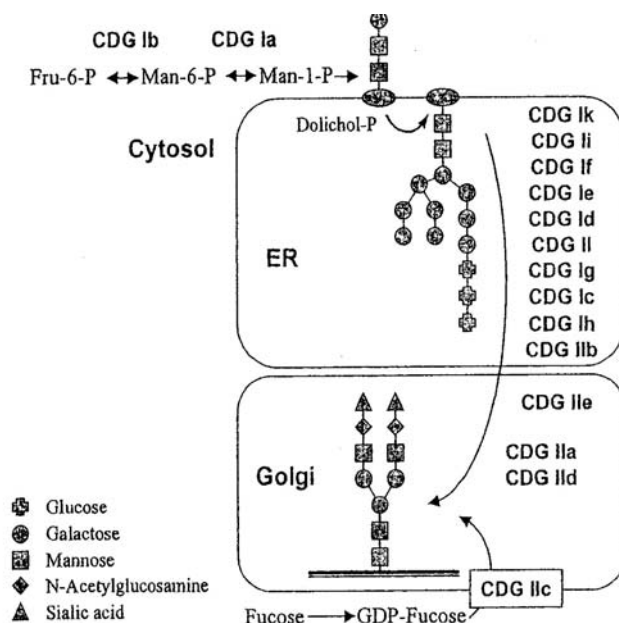 CDG Ib CDG Ia
Fru-6-P Man-6-P Man-1-P
Dolichol-P
Cytosol
CDG Ik
CDG Ii
CDG If
CDG Ie
CDG Id
CDG Il
CDG Ig
CDG Ic
CDG Ih
CDG IIb
ER
CDG IIe
CDG IIa
CDG IId
Golgi
Glucose
Galactose
Mannose
N-Acetylglucosamine
Sialic acid
CDG IIc
Fucose GDP-Fucose